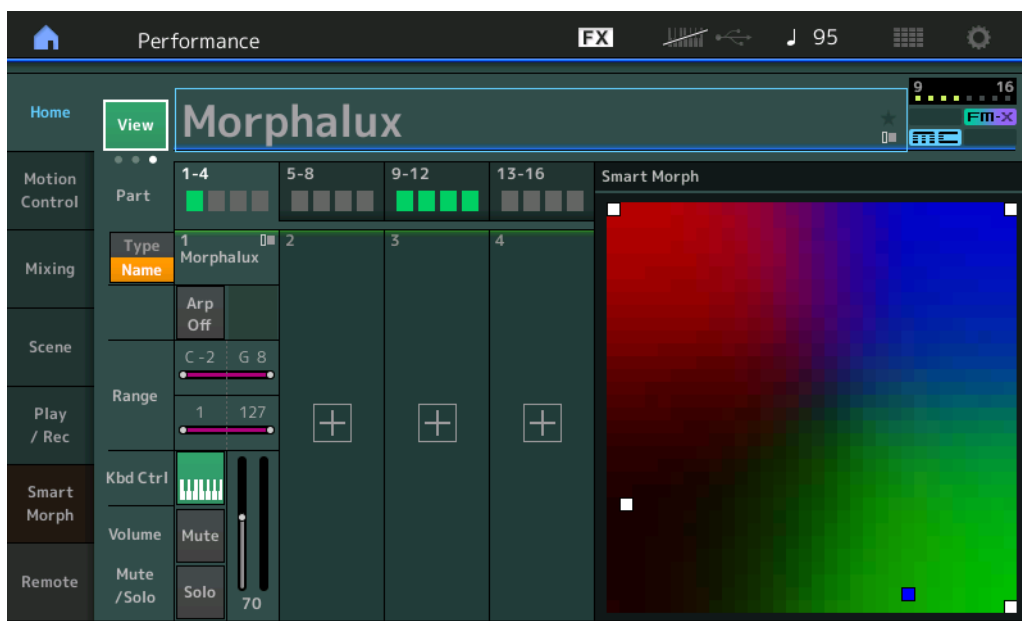 Performance
FX
95
Home
View
Morphalux
9 16
FM-X
MC
Motion
Control
Part
1-4
5-8
9-12
13-16
Smart Morph
Type
Name
1
Morphalux
2
3
4
Mixing
Arp
Off
Scene
Range
C -2 G 8
1 127
Play
/ Rec
Kbd Ctrl
Smart
Morph
Volume
Mute
Mute
/Solo
Solo
70
Remote